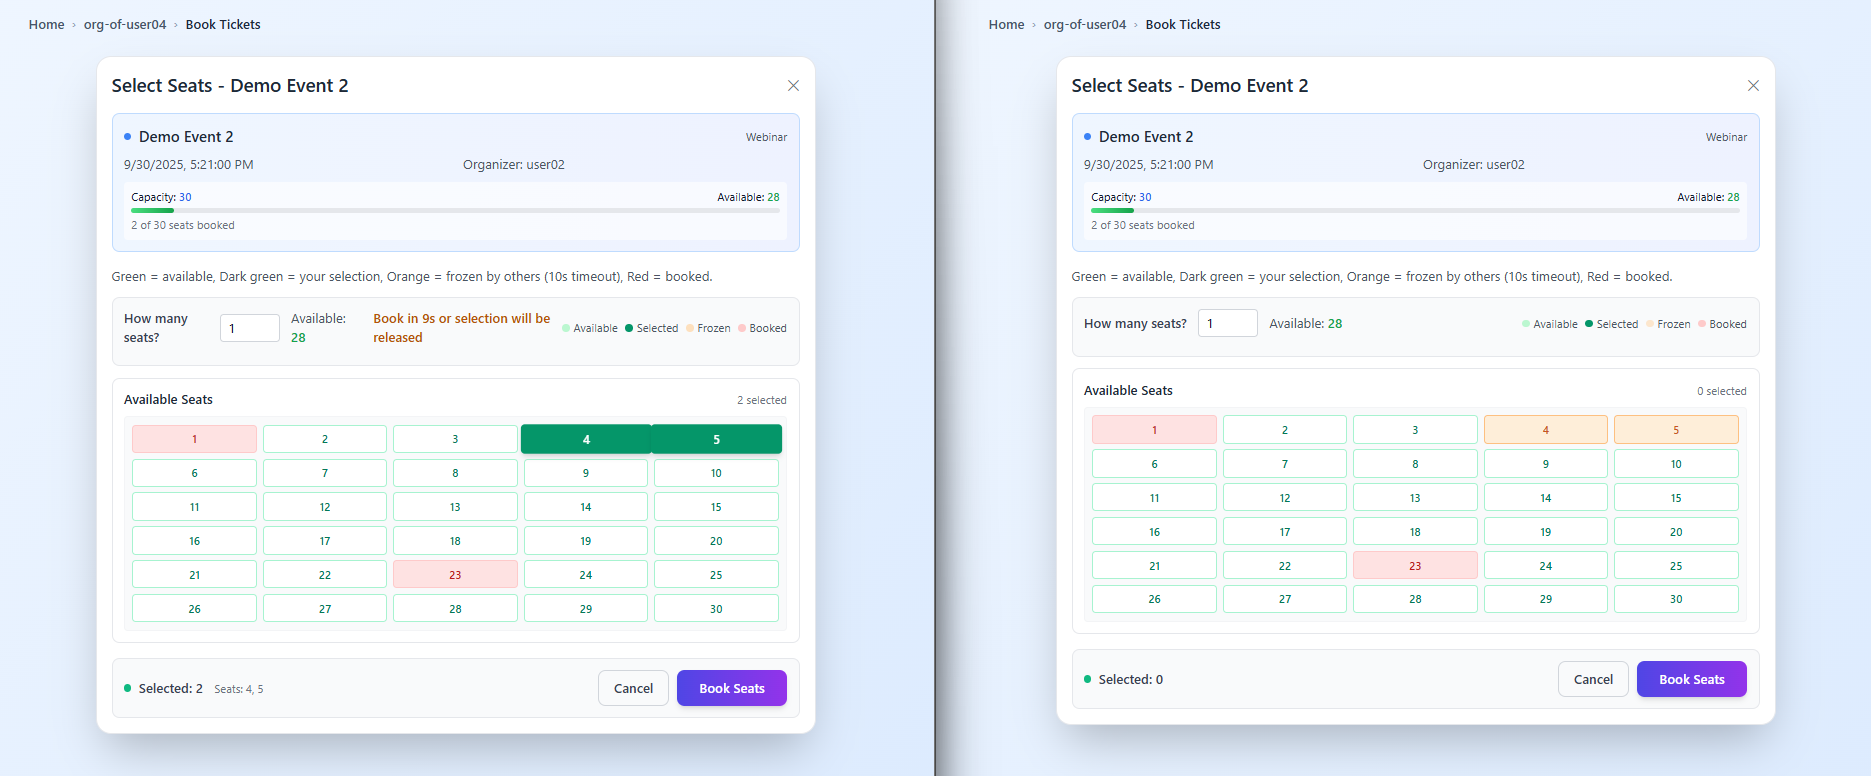 Home › org-of-user04 › Book Tickets
Select Seats - Demo Event 2
Demo Event 2
Webinar
9/30/2025, 5:21:00 PM
Organizer: user02
Capacity: 30
Available: 28
2 of 30 seats booked
Green = available, Dark green = your selection, Orange = frozen by others (10s timeout), Red = booked.
How many
seats?
1
Available:
28
Book in 9s or selection will be
released
Available
Selected
Frozen
Booked
Available Seats
2 selected
1 2 3 4 5
6 7 8 9 10
11 12 13 14 15
16 17 18 19 20
21 22 23 24 25
26 27 28 29 30
Selected: 2
Seats: 4, 5
Cancel
Book Seats
Home › org-of-user04 › Book Tickets
Select Seats - Demo Event 2
Demo Event 2
Webinar
9/30/2025, 5:21:00 PM
Organizer: user02
Capacity: 30
Available: 28
2 of 30 seats booked
Green = available, Dark green = your selection, Orange = frozen by others (10s timeout), Red = booked.
How many seats?
1
Available: 28
Available
Selected
Frozen
Booked
Available Seats
0 selected
1 2 3 4 5
6 7 8 9 10
11 12 13 14 15
16 17 18 19 20
21 22 23 24 25
26 27 28 29 30
Selected: 0
Cancel
Book Seats